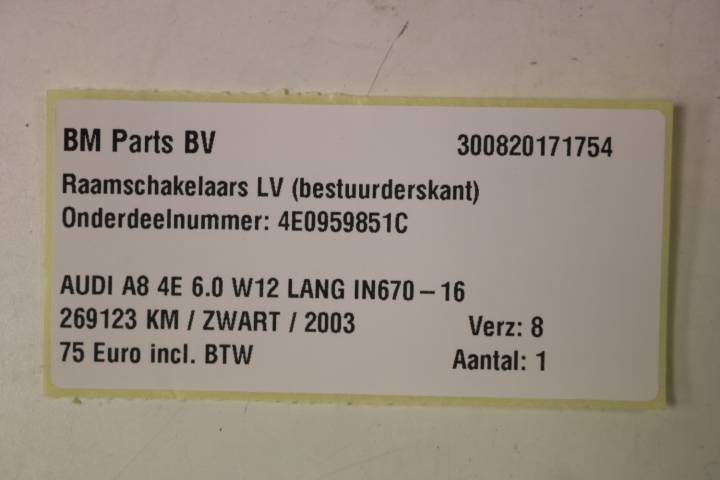 BM Parts BV 300820171754
Raamschakelaars LV (bestuurderskant)
Onderdeelnummer: 4E0959851C
AUDI A8 4E 6.0 W12 LANG IN670-16
269123 KM / ZWART / 2003 Verz: 8
75 Euro incl. BTW Aantal: 1